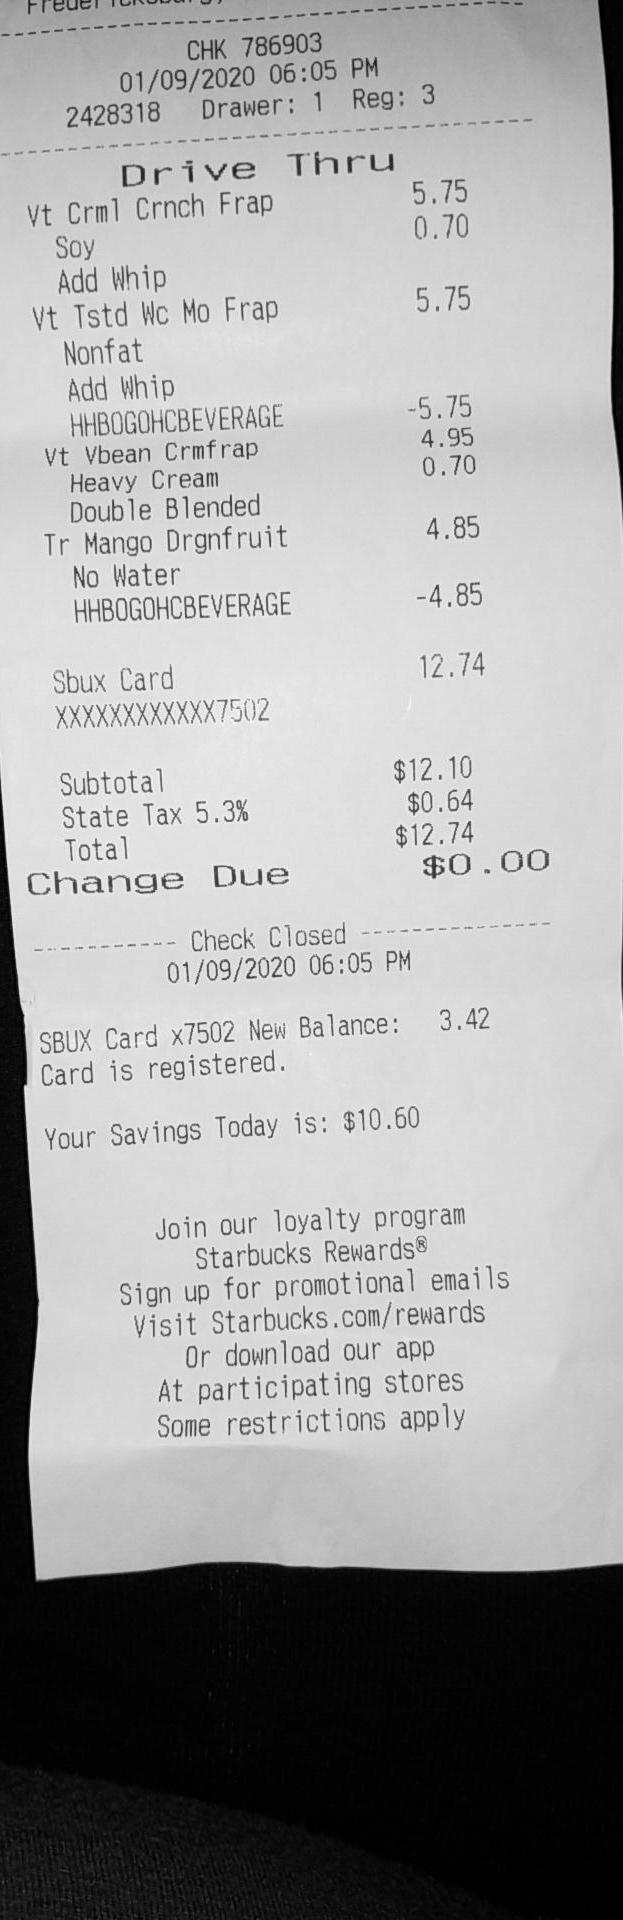 CHK 786903
01/09/2020 06:05 PM
2428318 Drawer: 1 Reg: 3
Drive Thru
Vt Crml Crnch Frap 5.75
Soy 0.70
Add Whip
Vt Tstd Wc Mo Frap 5.75
Nonfat
Add Whip
HHBOGOHCBEVERAGE -5.75
Vt Vbean Crmfrap 4.95
Heavy Cream 0.70
Double Blended
Tr Mango Drgnfruit 4.85
No Water
HHBOGOHCBEVERAGE -4.85
Sbux Card 12.74
XXXXXXXXXXXX7502
Subtotal $12.10
State Tax 5.3% $0.64
Total $12.74
Change Due $0.00
----------- Check Closed ---------------
01/09/2020 06:05 PM
SBUX Card x7502 New Balance: 3.42
Card is registered.
Your Savings Today is: $10.60
Join our loyalty program
Starbucks Rewards®
Sign up for promotional emails
Visit Starbucks.com/rewards
Or download our app
At participating stores
Some restrictions apply